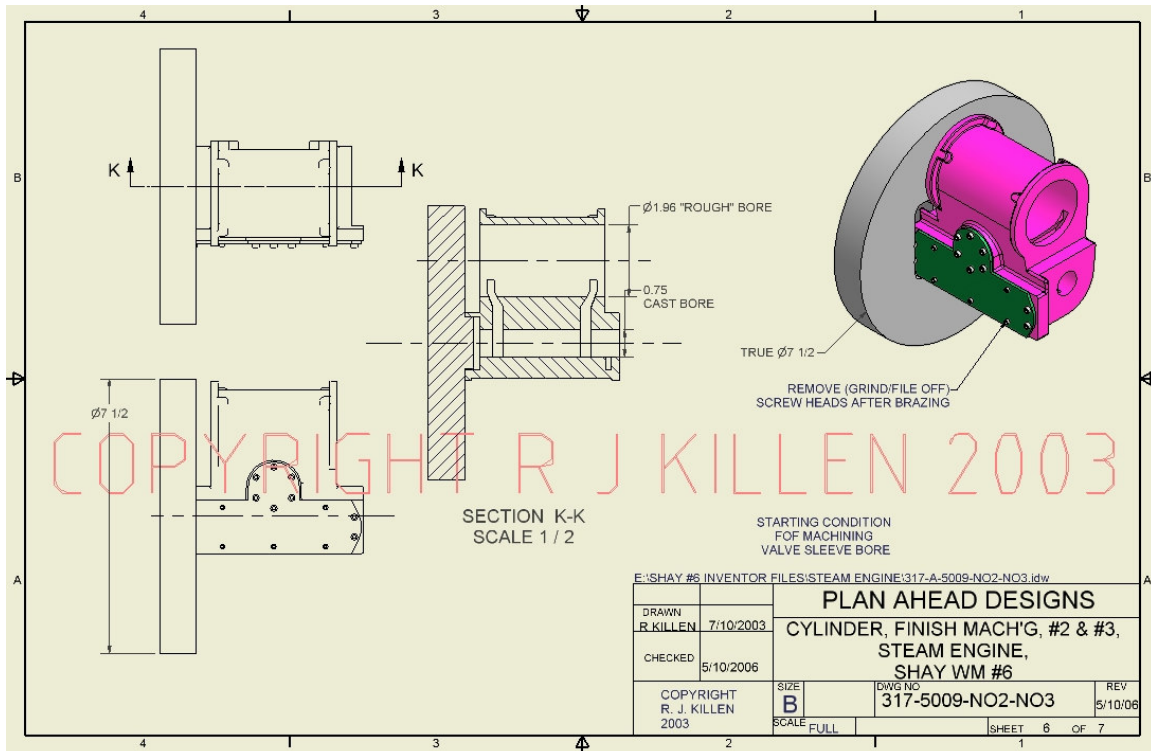 4 3 2 1
B
B
K K
Ø1.96 "ROUGH" BORE
0.75
CAST BORE
TRUE Ø7 1/2
REMOVE (GRIND/FILE OFF)
SCREW HEADS AFTER BRAZING
Ø7 1/2
COPYRIGHT R J KILLEN 2003
SECTION K-K
SCALE 1 / 2
STARTING CONDITION
FOF MACHINING
VALVE SLEEVE BORE
A
A
E:\SHAY #6 INVENTOR FILES\STEAM ENGINE\317-A-5009-NO2-NO3.idw
DRAWN
R KILLEN 7/10/2003
CHECKED 5/10/2006
COPYRIGHT
R. J. KILLEN
2003
PLAN AHEAD DESIGNS
CYLINDER, FINISH MACH'G, #2 & #3,
STEAM ENGINE,
SHAY WM #6
SIZE
B
DWG NO
317-5009-NO2-NO3
REV
5/10/06
SCALE FULL
SHEET 6 OF 7
4 3 2 1